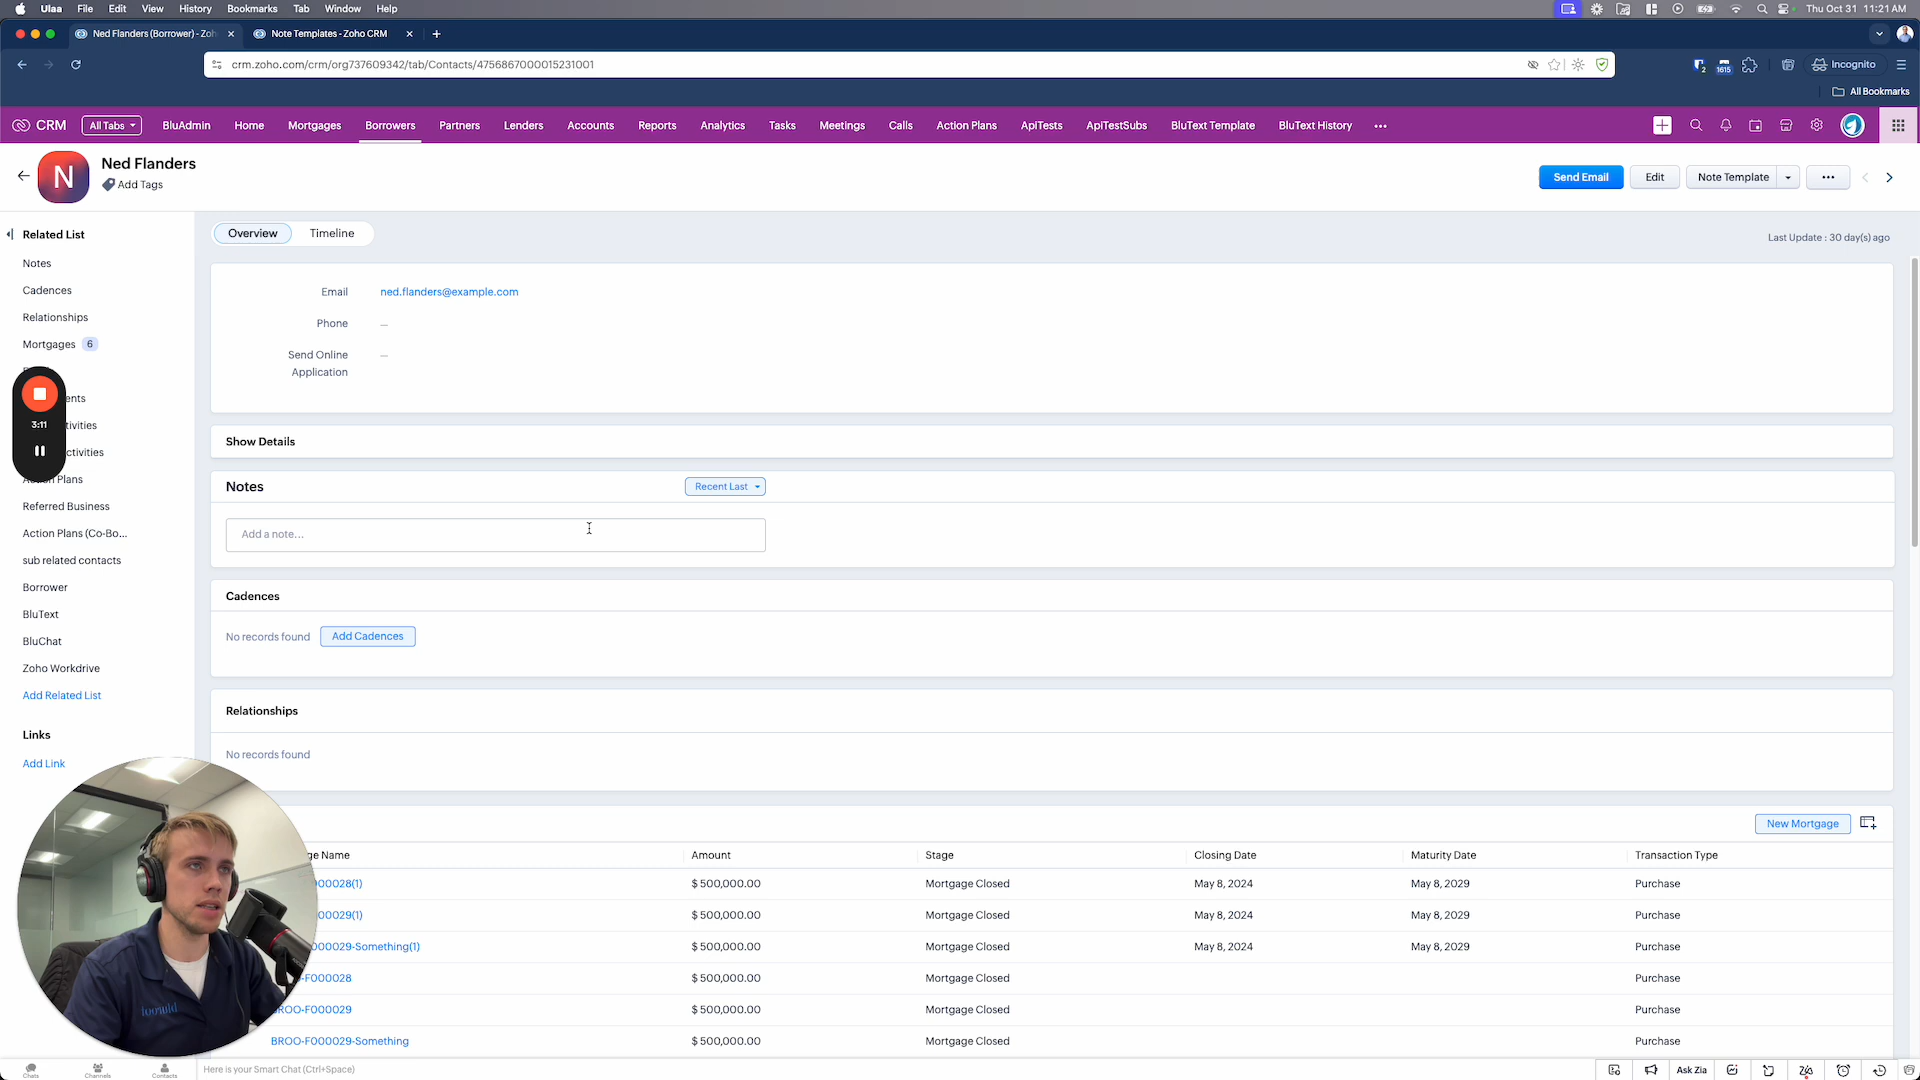 Ulaa File Edit View History Bookmarks Tab Window Help Thu Oct 31 11:21 AM
Ned Flanders (Borrower) - Zoh Note Templates - Zoho CRM
crm.zoho.com/crm/org737609342/tab/Contacts/4756867000015231001 2 1615 Incognito
All Bookmarks
CRM All Tabs BluAdmin Home Mortgages Borrowers Partners Lenders Accounts Reports Analytics Tasks Meetings Calls Action Plans ApiTests ApiTestSubs BluText Template BluText History
N Ned Flanders
Add Tags
Send Email Edit Note Template
Related List
Notes
Cadences
Relationships
Mortgages 6
ents
tivities
ctivities
Action Plans
Referred Business
Action Plans (Co-Bo...
sub related contacts
Borrower
BluText
BluChat
Zoho Workdrive
Add Related List
Links
Add Link
3:11
Overview Timeline
Last Update : 30 day(s) ago
Email ned.flanders@example.com
Phone —
Send Online Application —
Show Details
Notes Recent Last
Add a note...
Cadences
No records found Add Cadences
Relationships
No records found
New Mortgage
ge Name Amount Stage Closing Date Maturity Date Transaction Type
000028(1) $ 500,000.00 Mortgage Closed May 8, 2024 May 8, 2029 Purchase
000029(1) $ 500,000.00 Mortgage Closed May 8, 2024 May 8, 2029 Purchase
000029-Something(1) $ 500,000.00 Mortgage Closed May 8, 2024 May 8, 2029 Purchase
-F000028 $ 500,000.00 Mortgage Closed Purchase
ROO-F000029 $ 500,000.00 Mortgage Closed Purchase
BROO-F000029-Something $ 500,000.00 Mortgage Closed Purchase
Chats Channels Contacts Here is your Smart Chat (Ctrl+Space) Ask Zia